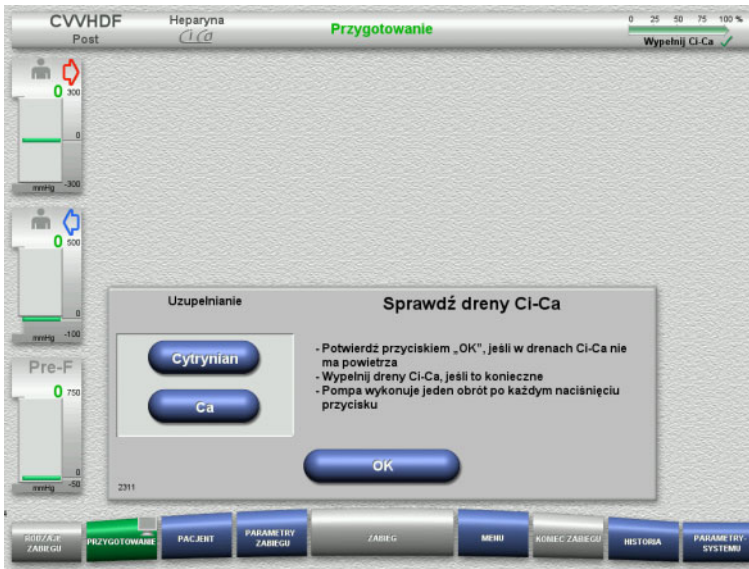 CVVHDF
Post
Heparyna
Ci Ca
Przygotowanie
0 25 50 75 100 %
Wypełnij Ci-Ca
0
300
0
-300
mmHg
0
500
0
-100
mmHg
Pre-F
0
750
0
-50
mmHg
Uzupełnianie
Cytrynian
Ca
Sprawdź dreny Ci-Ca
- Potwierdź przyciskiem „OK”, jeśli w drenach Ci-Ca nie
ma powietrza
- Wypelnij dreny Ci-Ca, jeśli to konieczne
- Pompa wykonuje jeden obrót po każdym naciśnięciu
przycisku
OK
2311
RODZAJE
ZABIEGU
PRZYGOTOWANIE
PACJENT
PARAMETRY
ZABIEGU
ZABIEG
MENU
KONIEC ZABIEGU
HISTORIA
PARAMETRY-
SYSTEMU